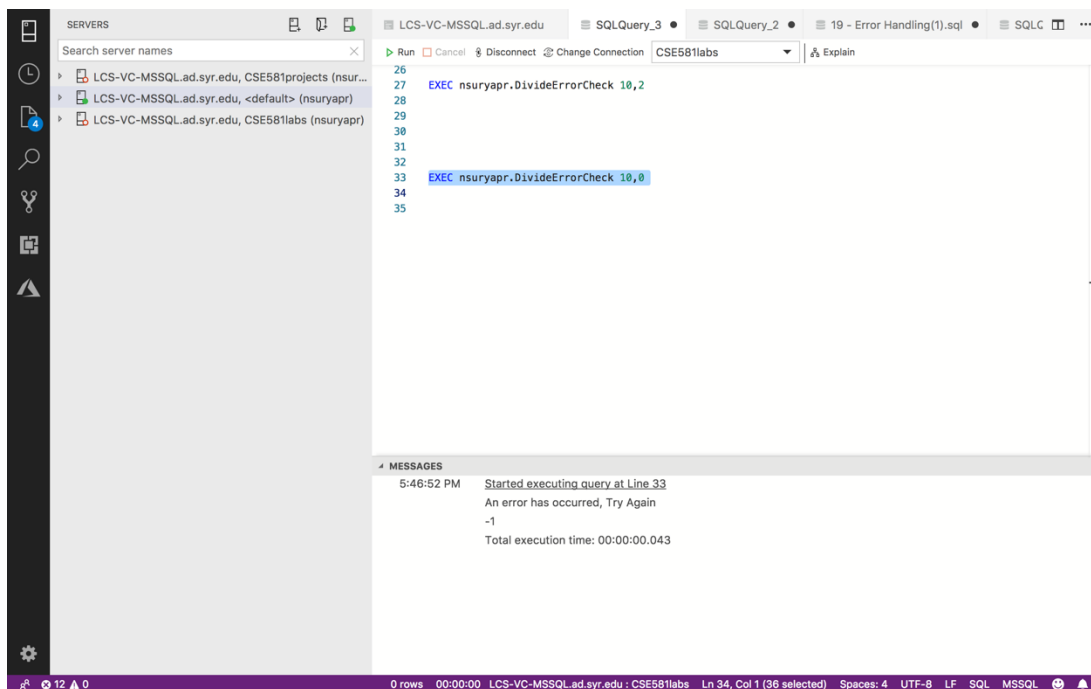 SERVERS
Search server names
LCS-VC-MSSQL.ad.syr.edu, CSE581projects (nsur...
LCS-VC-MSSQL.ad.syr.edu, <default> (nsuryapr)
LCS-VC-MSSQL.ad.syr.edu, CSE581labs (nsuryapr)
4
LCS-VC-MSSQL.ad.syr.edu SQLQuery_3 SQLQuery_2 19 - Error Handling(1).sql SQLC ...
Run Cancel Disconnect Change Connection CSE581labs Explain
26
27 EXEC nsuryapr.DivideErrorCheck 10,2
28
29
30
31
32
33 EXEC nsuryapr.DivideErrorCheck 10,0
34
35
MESSAGES
5:46:52 PM Started executing query at Line 33
An error has occurred, Try Again
-1
Total execution time: 00:00:00.043
12 0 0 rows 00:00:00 LCS-VC-MSSQL.ad.syr.edu : CSE581labs Ln 34, Col 1 (36 selected) Spaces: 4 UTF-8 LF SQL MSSQL